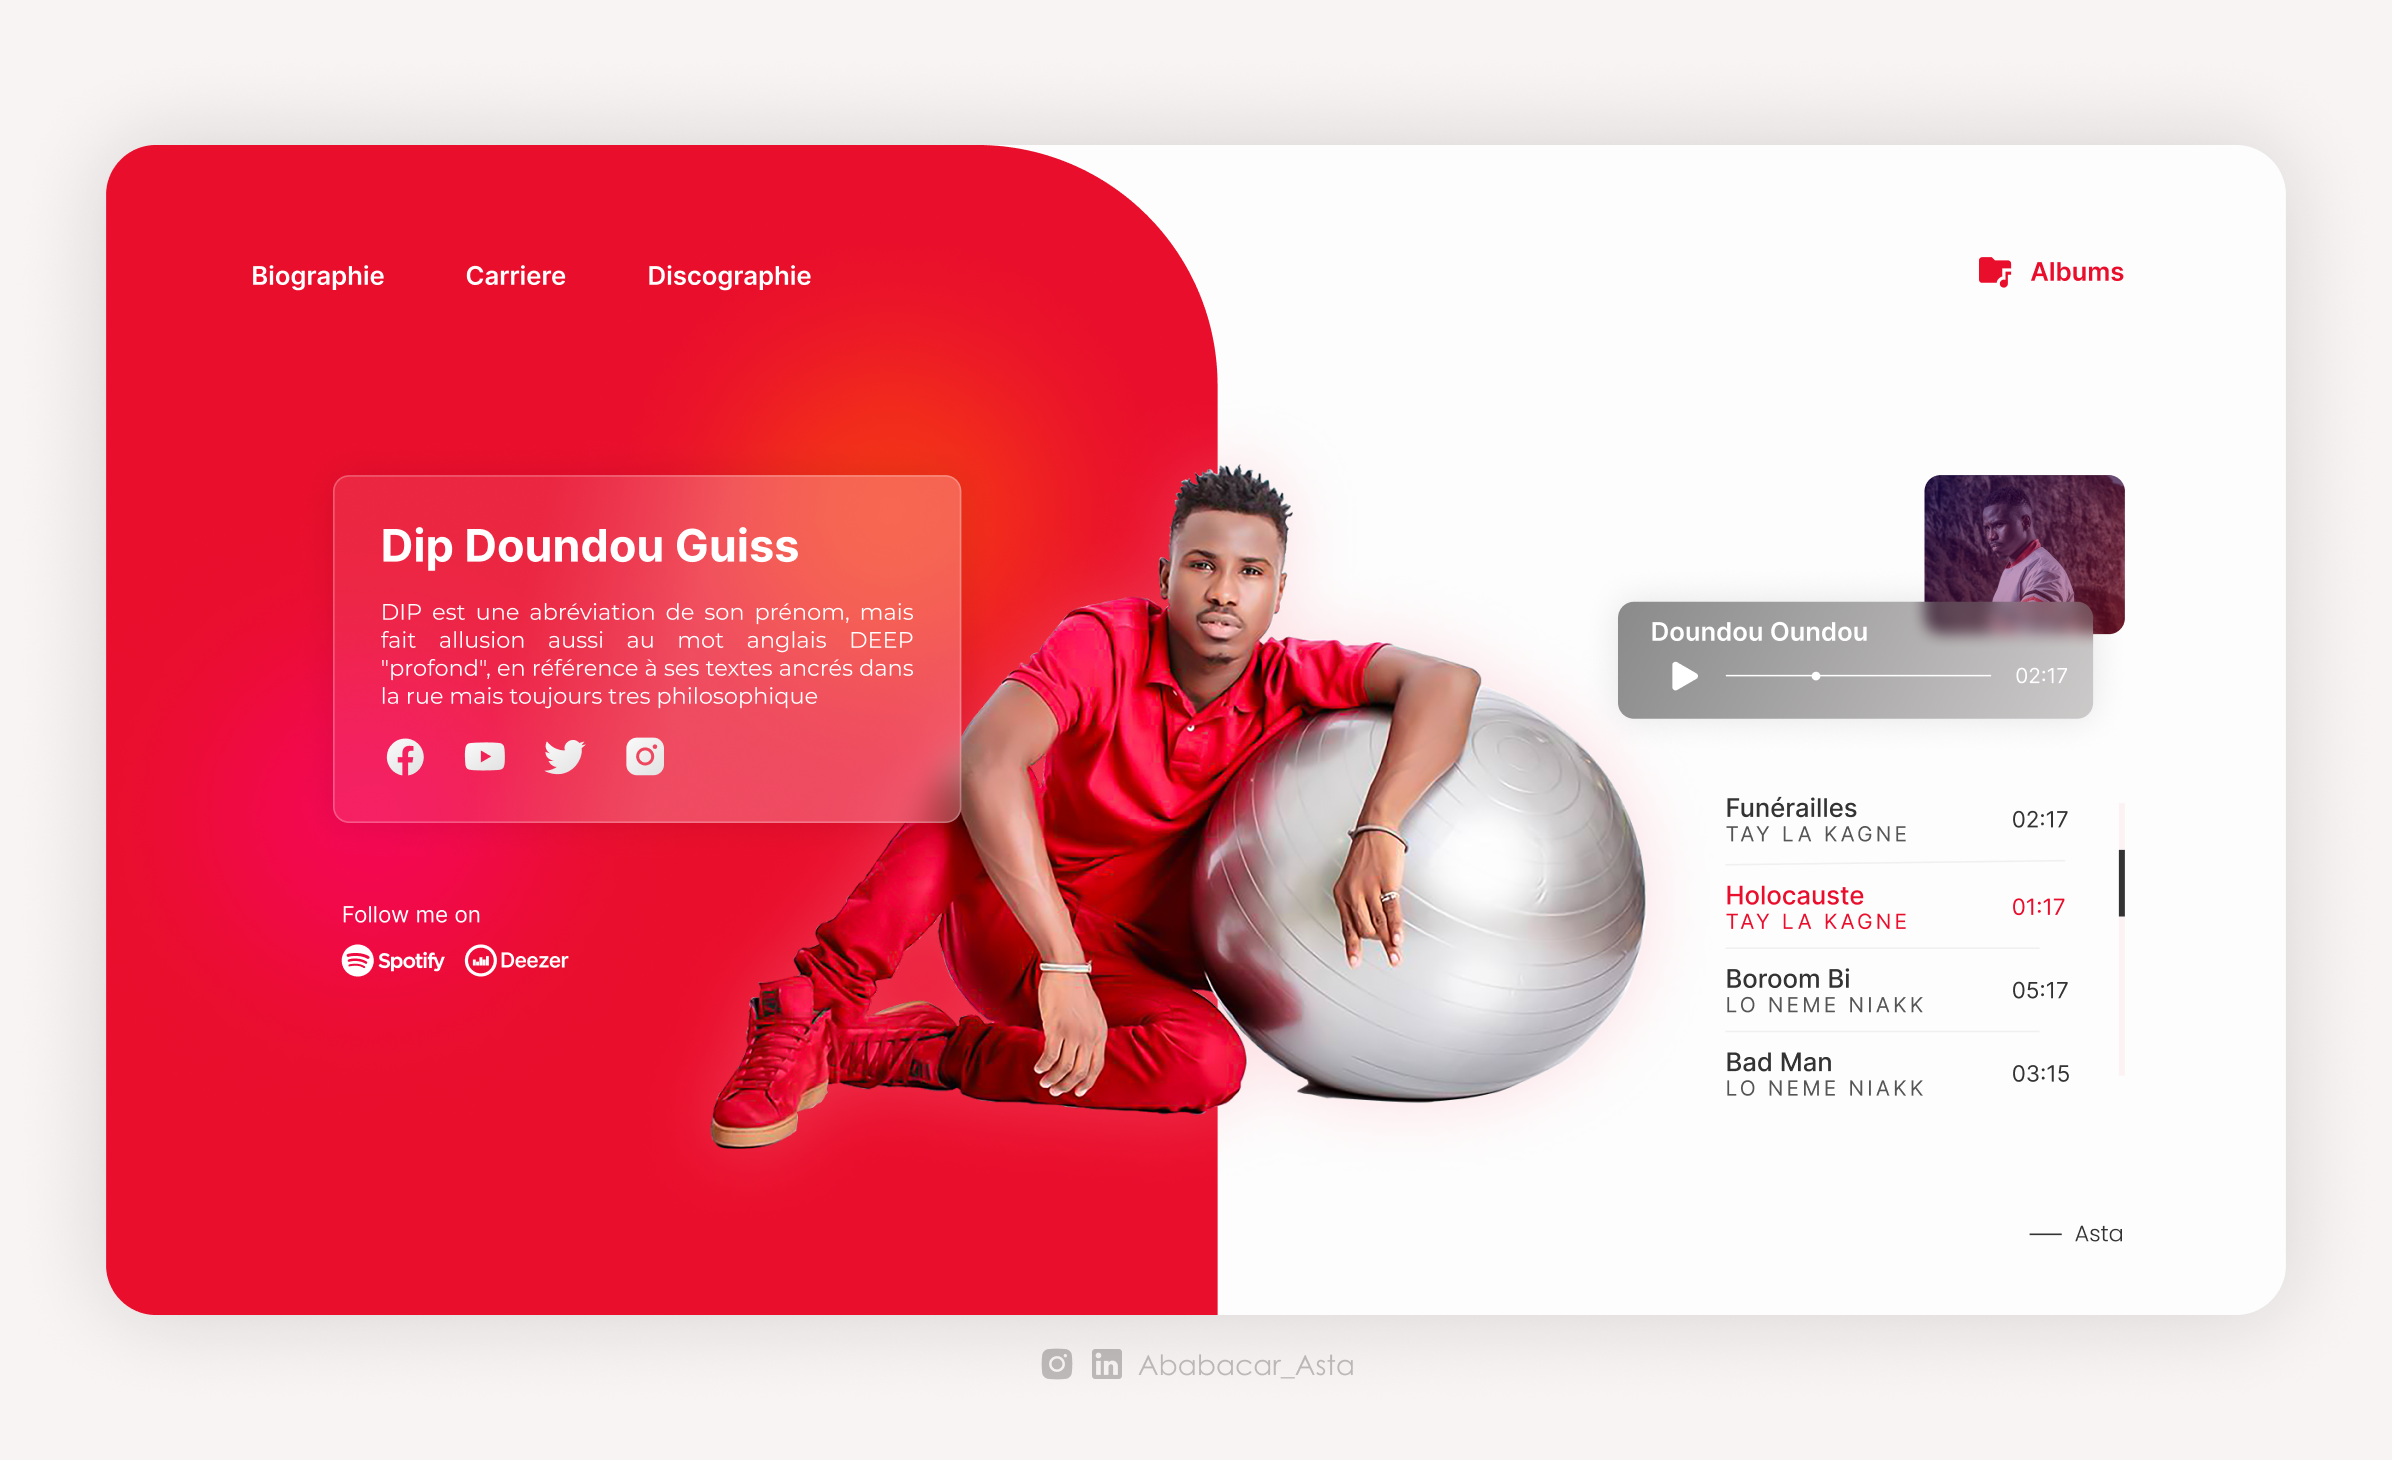 Biographie
Carriere
Discographie
Albums
Dip Doundou Guiss
DIP est une abréviation de son prénom, mais
fait allusion aussi au mot anglais DEEP
"profond", en référence à ses textes ancrés dans
la rue mais toujours tres philosophique
Follow me on
Spotify
Deezer
Doundou Oundou
02:17
Funérailles
TAY LA KAGNE
02:17
Holocauste
TAY LA KAGNE
01:17
Boroom Bi
LO NEME NIAKK
05:17
Bad Man
LO NEME NIAKK
03:15
Asta
Ababacar_Asta